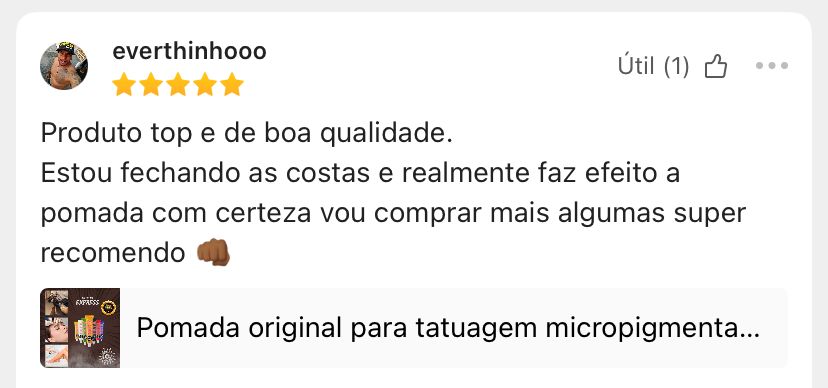 everthinhooo
Útil (1)
Produto top e de boa qualidade.
Estou fechando as costas e realmente faz efeito a
pomada com certeza vou comprar mais algumas super
recomendo 👊🏾
EXPRESS
Pomada original para tatuagem micropigmenta...